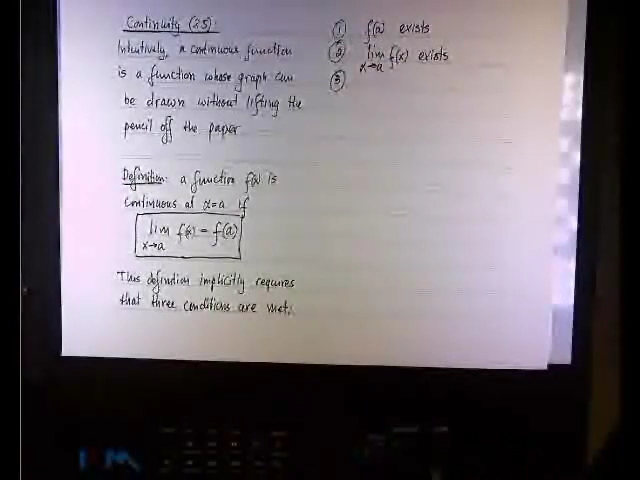 Continuity (2.5):
Intuitively, a continuous function
is a function whose graph can
be drawn without lifting the
pencil off the paper
Definition: a function f(x) is
continuous at x=a if
lim f(x) = f(a)
x→a
This definition implicitly requires
that three conditions are met.
① f(a) exists
② lim f(x) exists
x→a
③